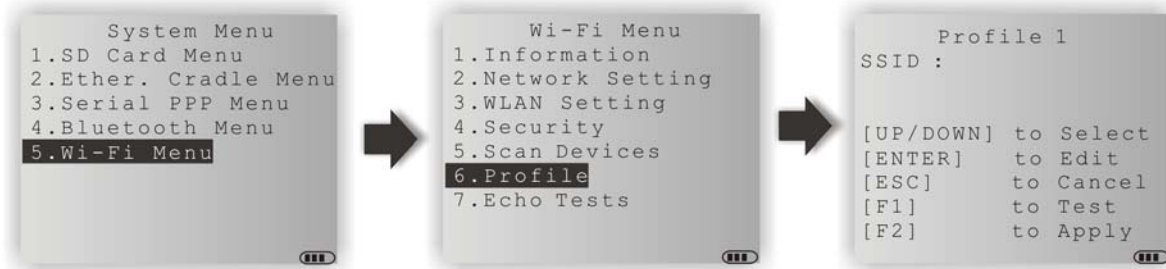 System Menu
1.SD Card Menu
2.Ether. Cradle Menu
3.Serial PPP Menu
4.Bluetooth Menu
5.Wi-Fi Menu
Wi-Fi Menu
1.Information
2.Network Setting
3.WLAN Setting
4.Security
5.Scan Devices
6.Profile
7.Echo Tests
Profile 1
SSID :
[UP/DOWN] to Select
[ENTER] to Edit
[ESC] to Cancel
[F1] to Test
[F2] to Apply